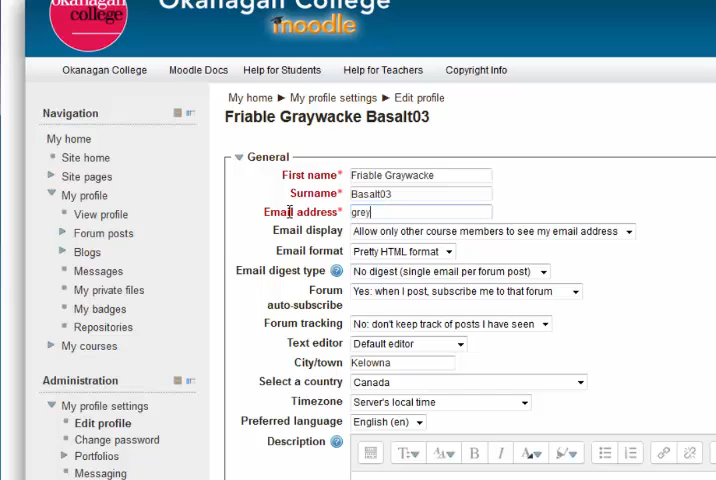 Okanagan College
okanagan
college
moodle
Okanagan College Moodle Docs Help for Students Help for Teachers Copyright Info
Navigation
My home
Site home
Site pages
My profile
View profile
Forum posts
Blogs
Messages
My private files
My badges
Repositories
My courses
Administration
My profile settings
Edit profile
Change password
Portfolios
Messaging
My home ► My profile settings ► Edit profile
Friable Graywacke Basalt03
General
First name* Friable Graywacke
Surname* Basalt03
Email address* grey
Email display Allow only other course members to see my email address
Email format Pretty HTML format
Email digest type No digest (single email per forum post)
Forum auto-subscribe Yes: when I post, subscribe me to that forum
Forum tracking No: don't keep track of posts I have seen
Text editor Default editor
City/town Kelowna
Select a country Canada
Timezone Server's local time
Preferred language English (en)
Description